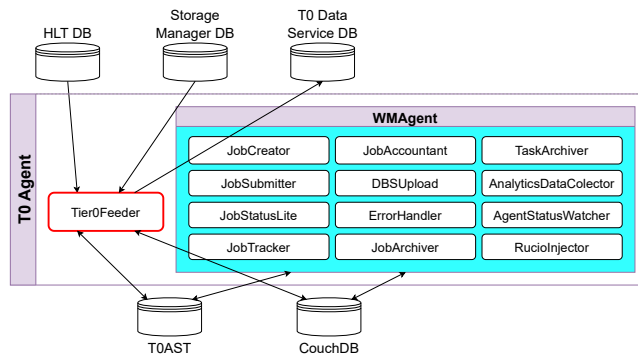 HLT DB
Storage
Manager DB
T0 Data
Service DB
T0 Agent
WMAgent
JobCreator
JobAccountant
TaskArchiver
JobSubmitter
DBSUpload
AnalyticsDataColector
Tier0Feeder
JobStatusLite
ErrorHandler
AgentStatusWatcher
JobTracker
JobArchiver
RucioInjector
T0AST
CouchDB